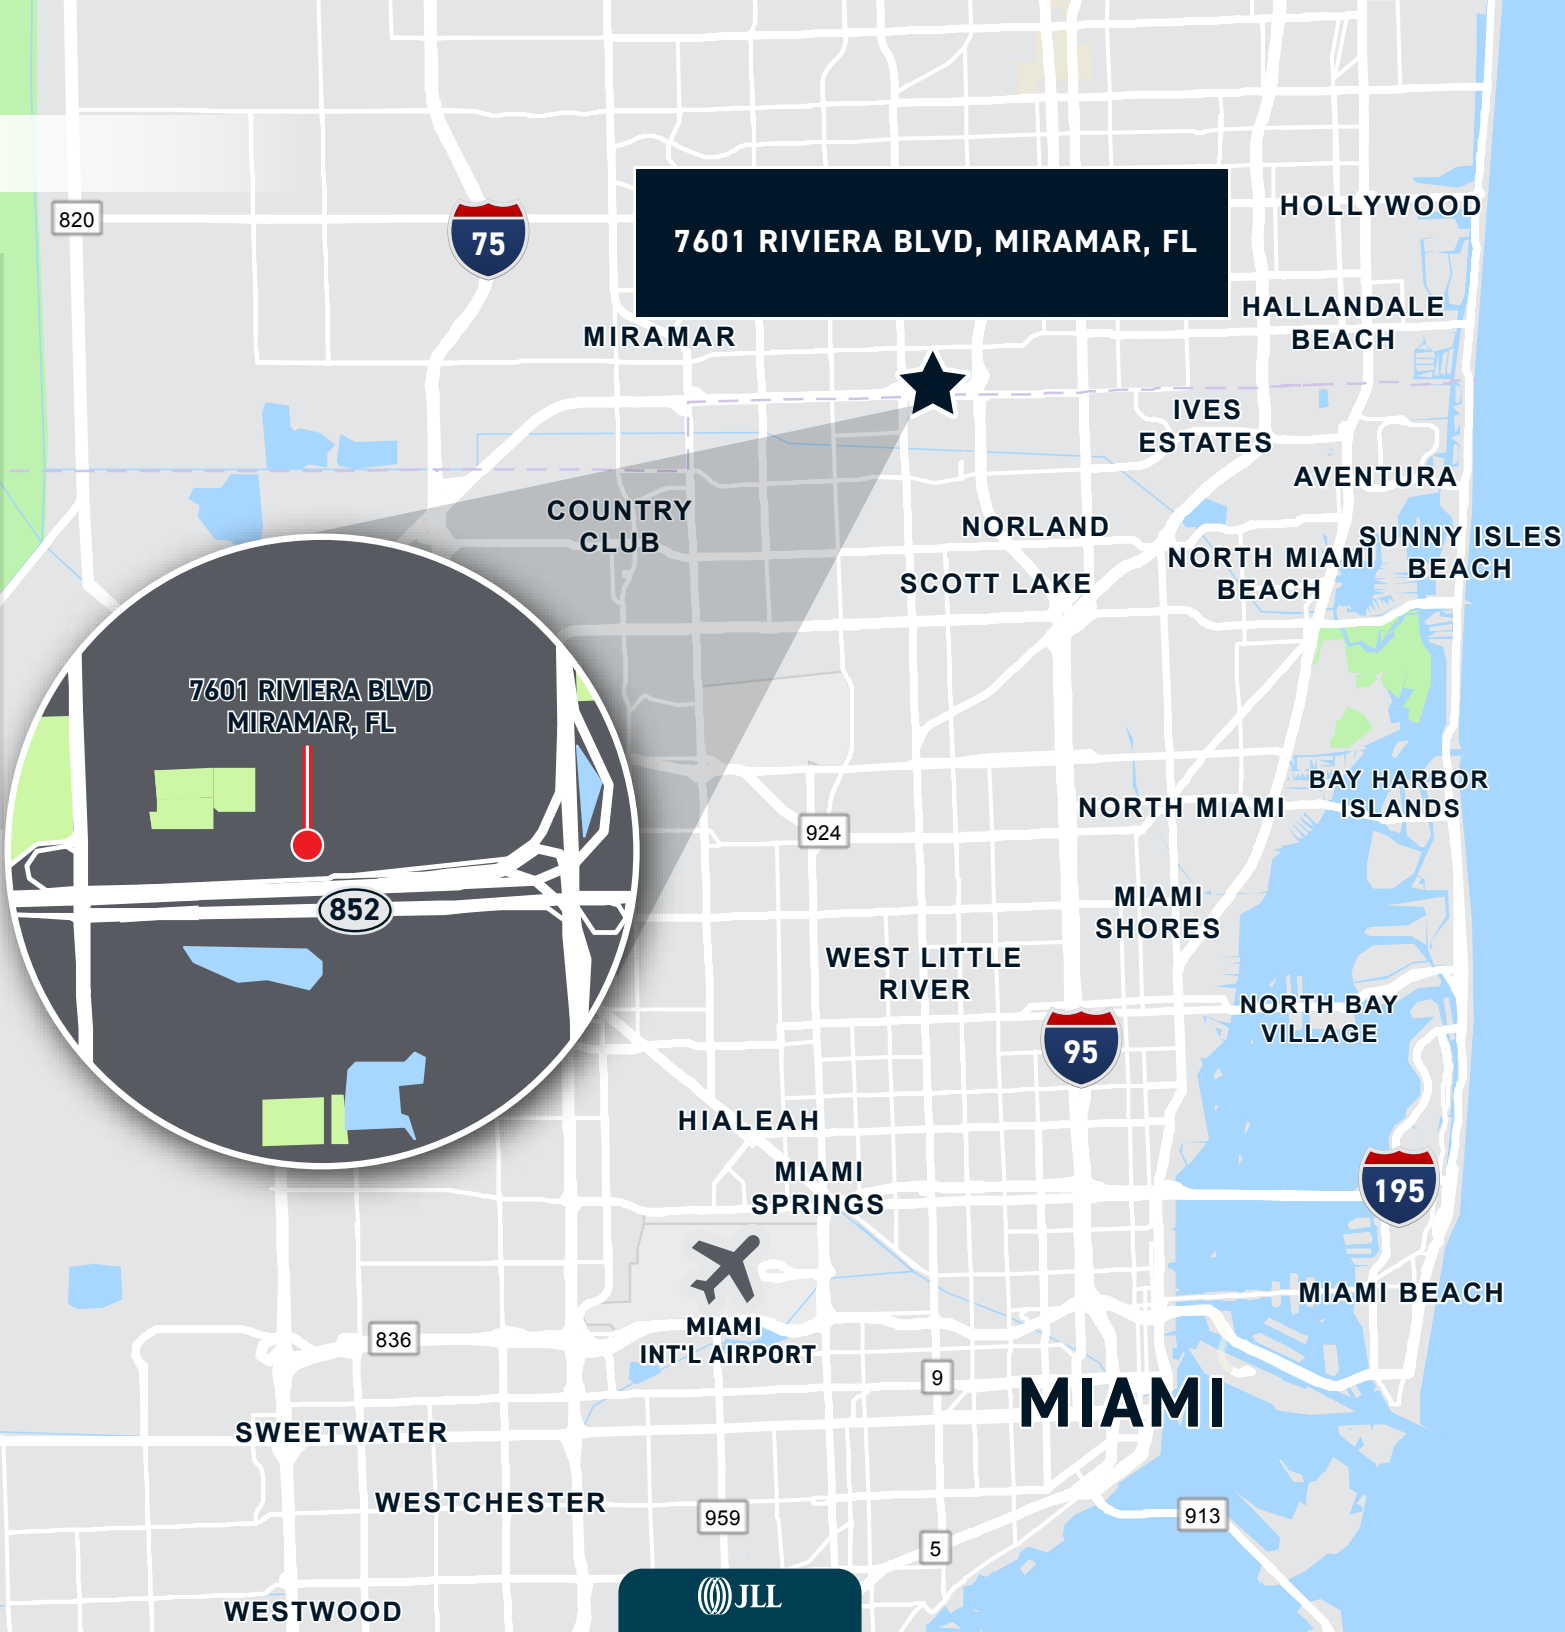 820
75
7601 RIVIERA BLVD, MIRAMAR, FL
HOLLYWOOD
HALLANDALE
BEACH
MIRAMAR
IVES
ESTATES
AVENTURA
COUNTRY
CLUB
NORLAND
SUNNY ISLES
BEACH
NORTH MIAMI
BEACH
SCOTT LAKE
7601 RIVIERA BLVD
MIRAMAR, FL
852
BAY HARBOR
ISLANDS
NORTH MIAMI
924
MIAMI
SHORES
WEST LITTLE
RIVER
NORTH BAY
VILLAGE
95
HIALEAH
MIAMI
SPRINGS
195
MIAMI BEACH
MIAMI
INT'L AIRPORT
836
9
MIAMI
SWEETWATER
WESTCHESTER
959
913
5
JLL
WESTWOOD